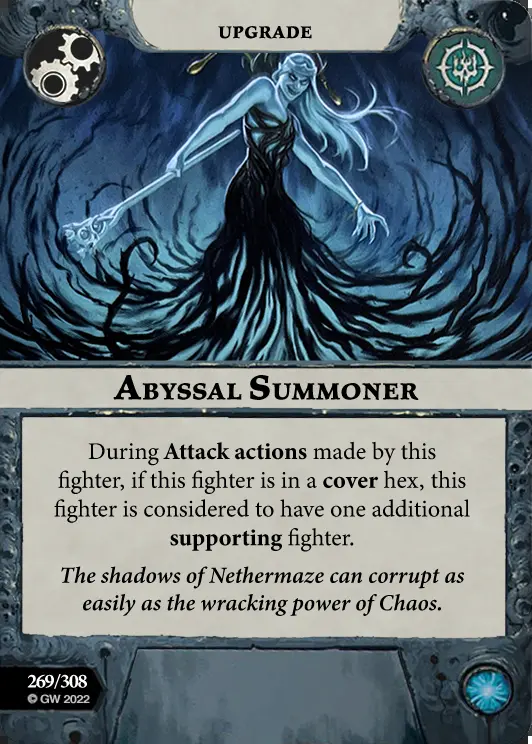 UPGRADE
ABYSSAL SUMMONER
During Attack actions made by this
fighter, if this fighter is in a cover hex, this
fighter is considered to have one additional
supporting fighter.
The shadows of Nethermaze can corrupt as
easily as the wracking power of Chaos.
269/308
© GW 2022